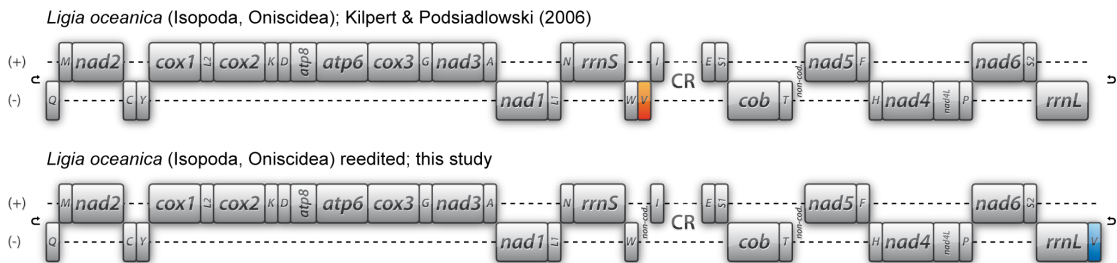 Ligia oceanica (Isopoda, Oniscidea); Kilpert & Podsiadlowski (2006)
(+) M nad2 cox1 L2 cox2 K D atp8 atp6 cox3 G nad3 A N rrnS I CR E S1 non-cod. nad5 F nad6 S2
(-) Q C Y nad1 L1 W V cob T H nad4 nad4L P rrnL
Ligia oceanica (Isopoda, Oniscidea) reedited; this study
(+) M nad2 cox1 L2 cox2 K D atp8 atp6 cox3 G nad3 A N rrnS non-cod. I CR E S1 non-cod. nad5 F nad6 S2
(-) Q C Y nad1 L1 W cob T H nad4 nad4L P rrnL V